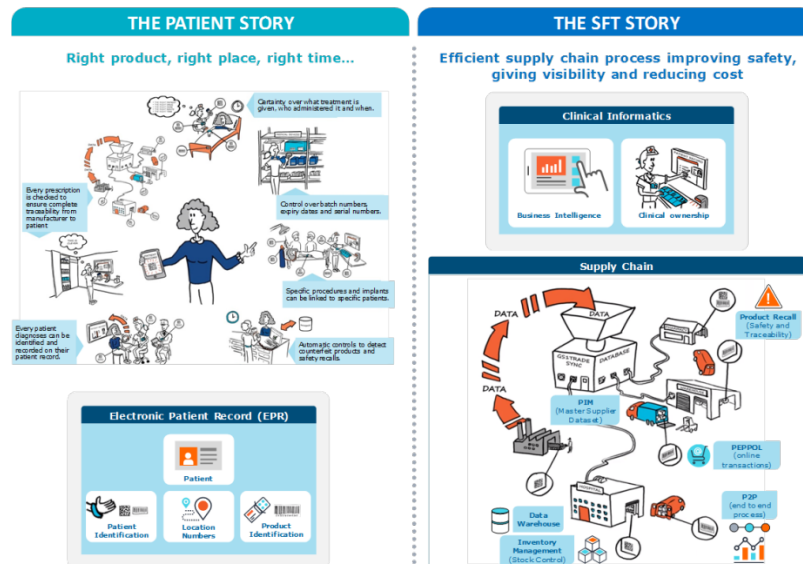 THE PATIENT STORY
Right product, right place, right time...
Certainty over what treatment is
given, who administered it and when.
Every prescription
is checked to
ensure complete
traceability from
manufacturer to
patient
Control over batch numbers,
expiry dates and serial numbers.
Specific procedures and implants
can be linked to specific patients.
Every patient
diagnoses can be
identified and
recorded on their
patient record.
Automatic controls to detect
counterfeit products and
safety recalls.
Electronic Patient Record (EPR)
Patient
Patient
Identification
Location
Numbers
Product
Identification
THE SFT STORY
Efficient supply chain process improving safety,
giving visibility and reducing cost
Clinical Informatics
Business Intelligence
Clinical ownership
Supply Chain
DATA
DATA
DATA
DATA
GS1TRADE
SYNC
DATABASE
Product Recall
(Safety and
Traceability)
PIM
(Master Supplier
Dataset)
PEPPOL
(online
transactions)
HOSPITAL
P2P
(end to end
process)
Data
Warehouse
Inventory
Management
(Stock Control)